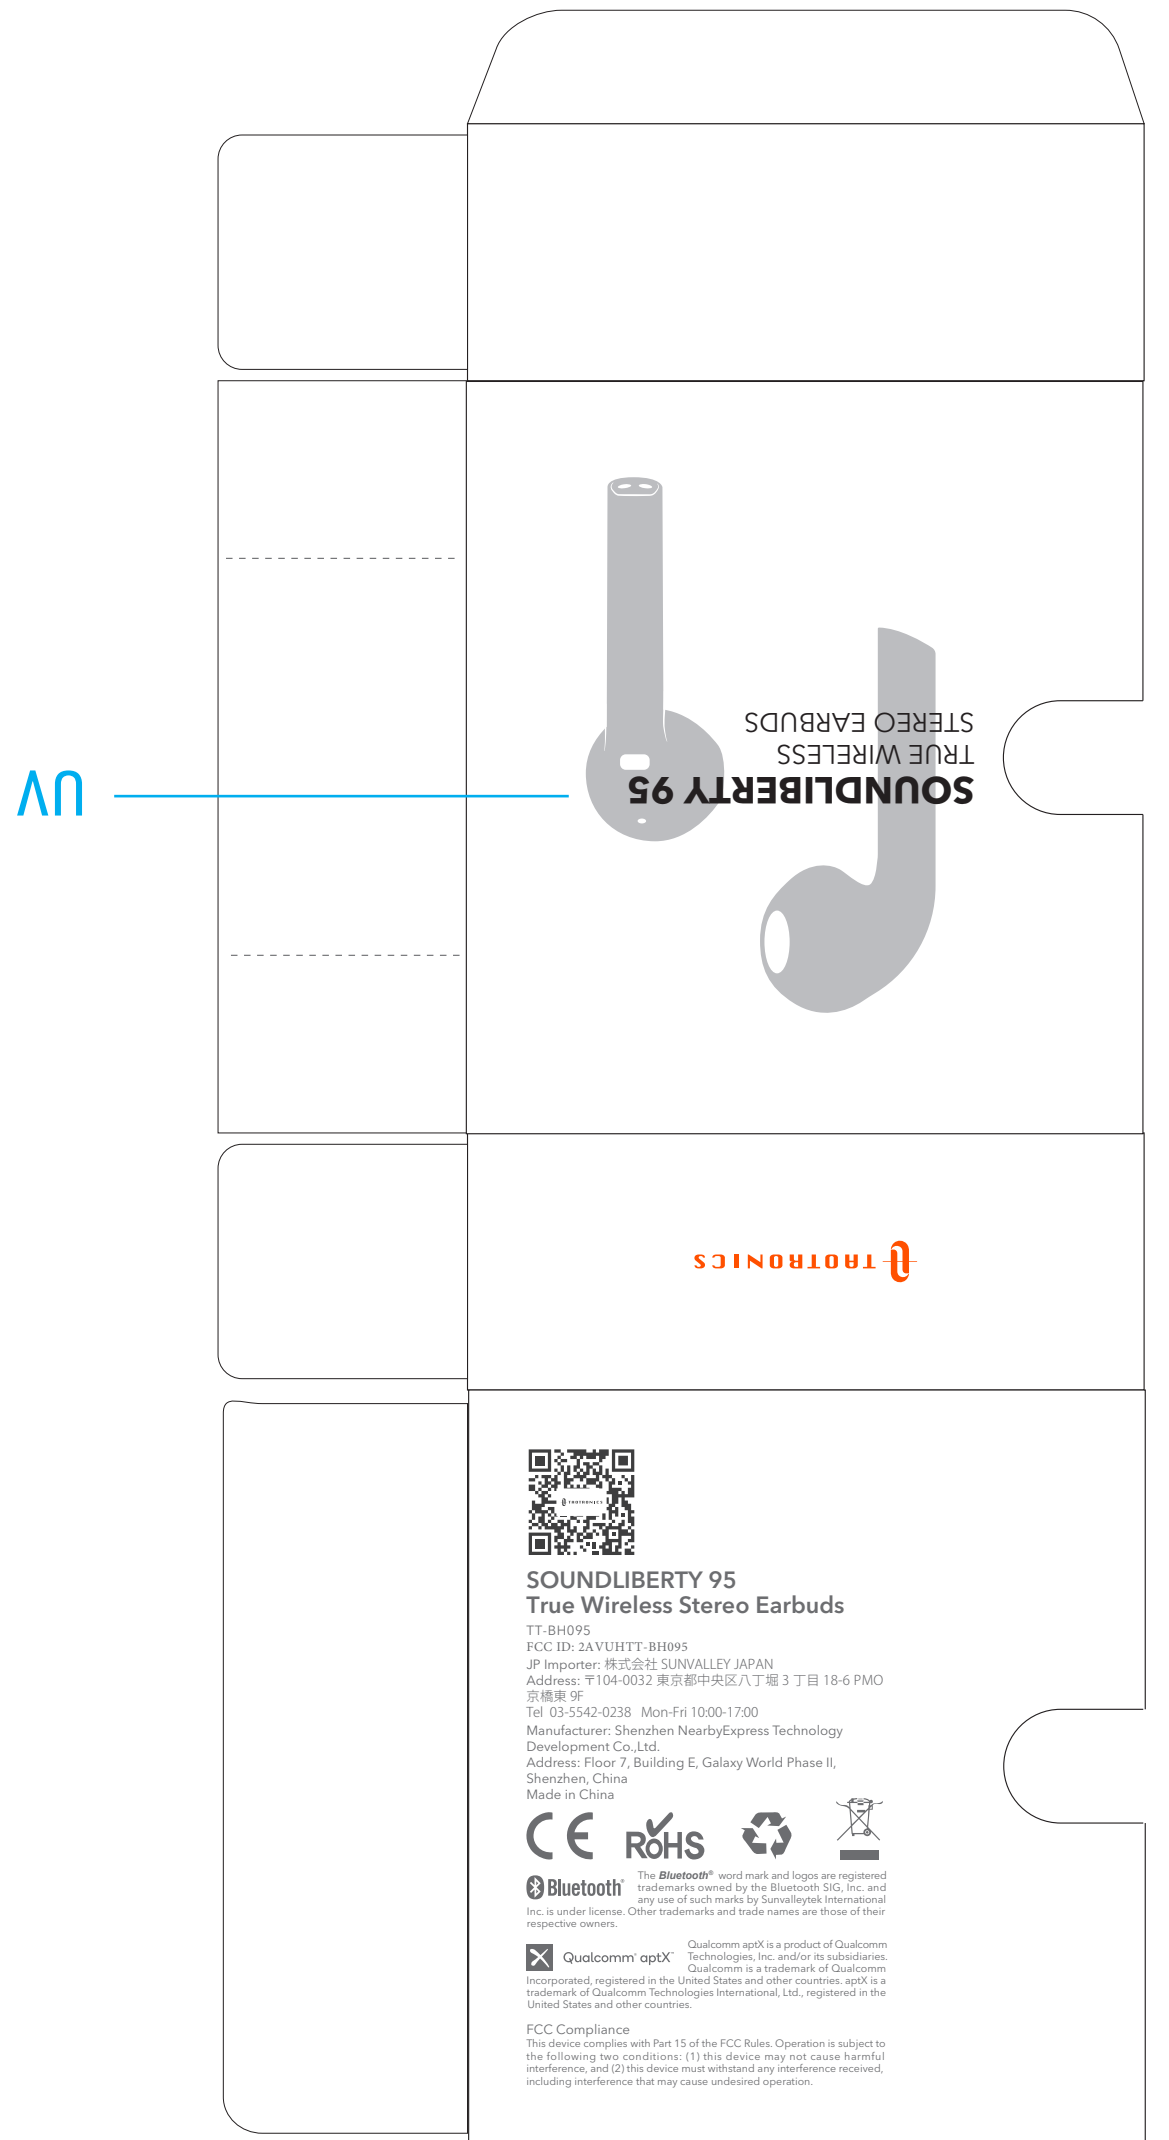 UV
SOUNDLIBERTY 95
TRUE WIRELESS
STEREO EARBUDS
TAOTRONICS
TAOTRONICS
SOUNDLIBERTY 95
True Wireless Stereo Earbuds
TT-BH095
FCC ID: 2AVUHTT-BH095
JP Importer: 株式会社 SUNVALLEY JAPAN
Address: 〒104-0032 東京都中央区八丁堀 3 丁目 18-6 PMO
京橋東 9F
Tel 03-5542-0238 Mon-Fri 10:00-17:00
Manufacturer: Shenzhen NearbyExpress Technology
Development Co.,Ltd.
Address: Floor 7, Building E, Galaxy World Phase II,
Shenzhen, China
Made in China
CE RoHS
Bluetooth®
The Bluetooth® word mark and logos are registered
trademarks owned by the Bluetooth SIG, Inc. and
any use of such marks by Sunvalleytek International
Inc. is under license. Other trademarks and trade names are those of their
respective owners.
Qualcomm® aptX™
Qualcomm aptX is a product of Qualcomm
Technologies, Inc. and/or its subsidiaries.
Qualcomm is a trademark of Qualcomm
Incorporated, registered in the United States and other countries. aptX is a
trademark of Qualcomm Technologies International, Ltd., registered in the
United States and other countries.
FCC Compliance
This device complies with Part 15 of the FCC Rules. Operation is subject to
the following two conditions: (1) this device may not cause harmful
interference, and (2) this device must withstand any interference received,
including interference that may cause undesired operation.